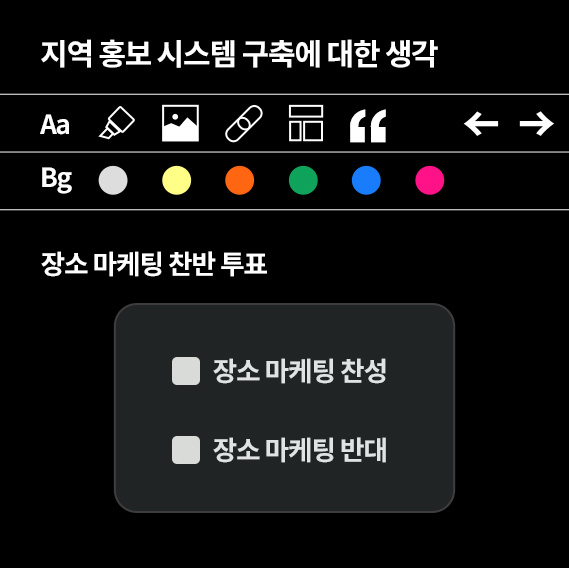 지역 홍보 시스템 구축에 대한 생각
Aa
Bg
장소 마케팅 찬반 투표
장소 마케팅 찬성
장소 마케팅 반대